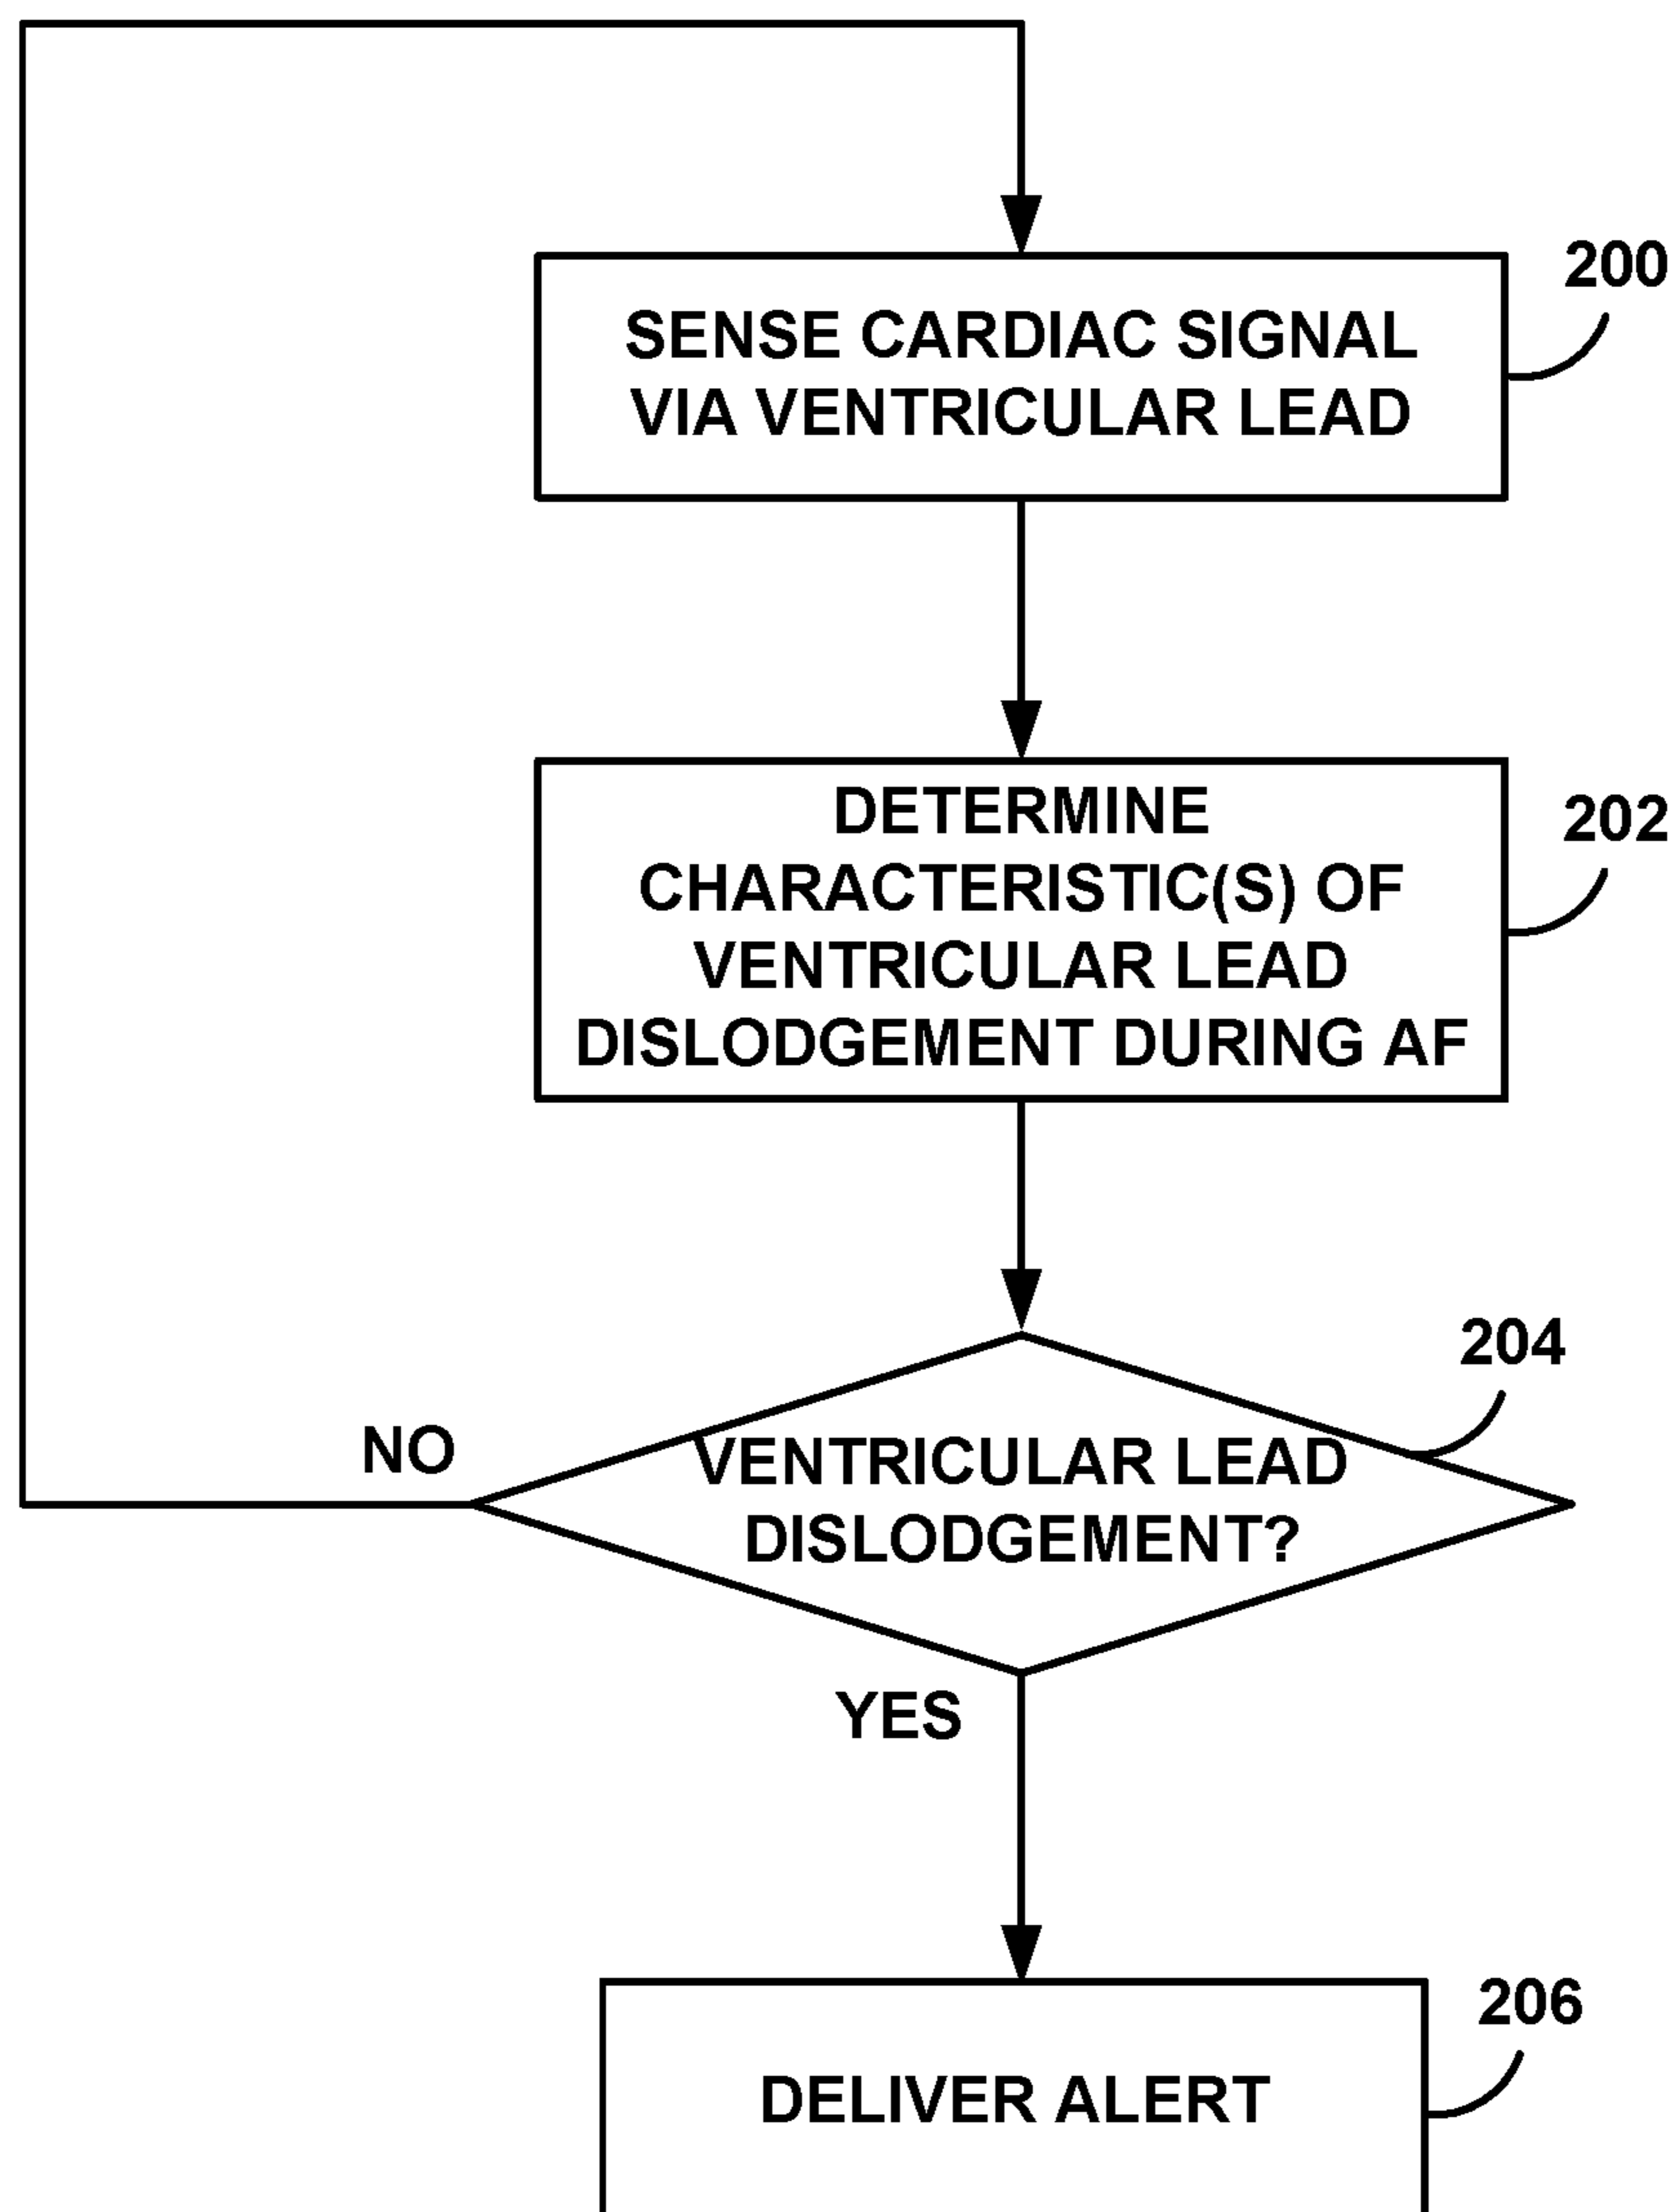 200
SENSE CARDIAC SIGNAL
VIA VENTRICULAR LEAD
202
DETERMINE
CHARACTERISTIC(S) OF
VENTRICULAR LEAD
DISLODGEMENT DURING AF
204
NO
VENTRICULAR LEAD
DISLODGEMENT?
YES
206
DELIVER ALERT